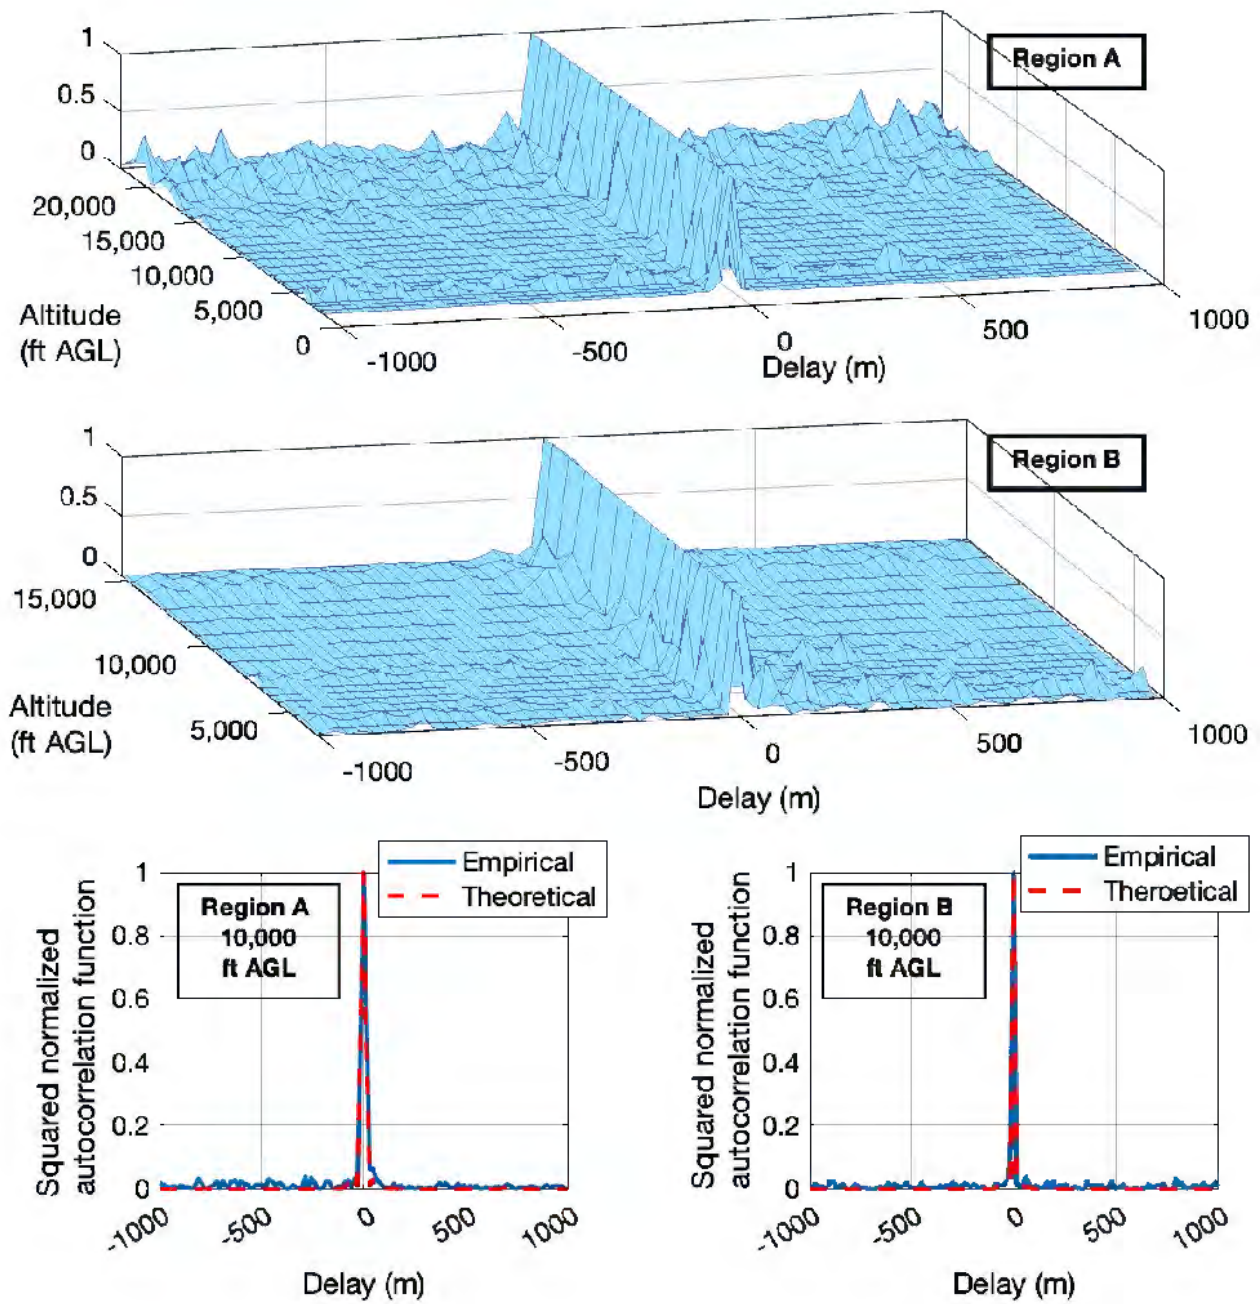 1
0.5
0
20,000
15,000
10,000
5,000
0
Altitude
(ft AGL)
-1000
-500
0
500
1000
Delay (m)
Region A
1
0.5
0
15,000
10,000
5,000
Altitude
(ft AGL)
-1000
-500
0
500
1000
Delay (m)
Region B
Empirical
Theoretical
Region A
10,000
ft AGL
Squared normalized
autocorrelation function
1
0.8
0.6
0.4
0.2
0
-1000
-500
0
500
1000
Delay (m)
Empirical
Theroetical
Region B
10,000
ft AGL
Squared normalized
autocorrelation function
1
0.8
0.6
0.4
0.2
0
-1000
-500
0
500
1000
Delay (m)